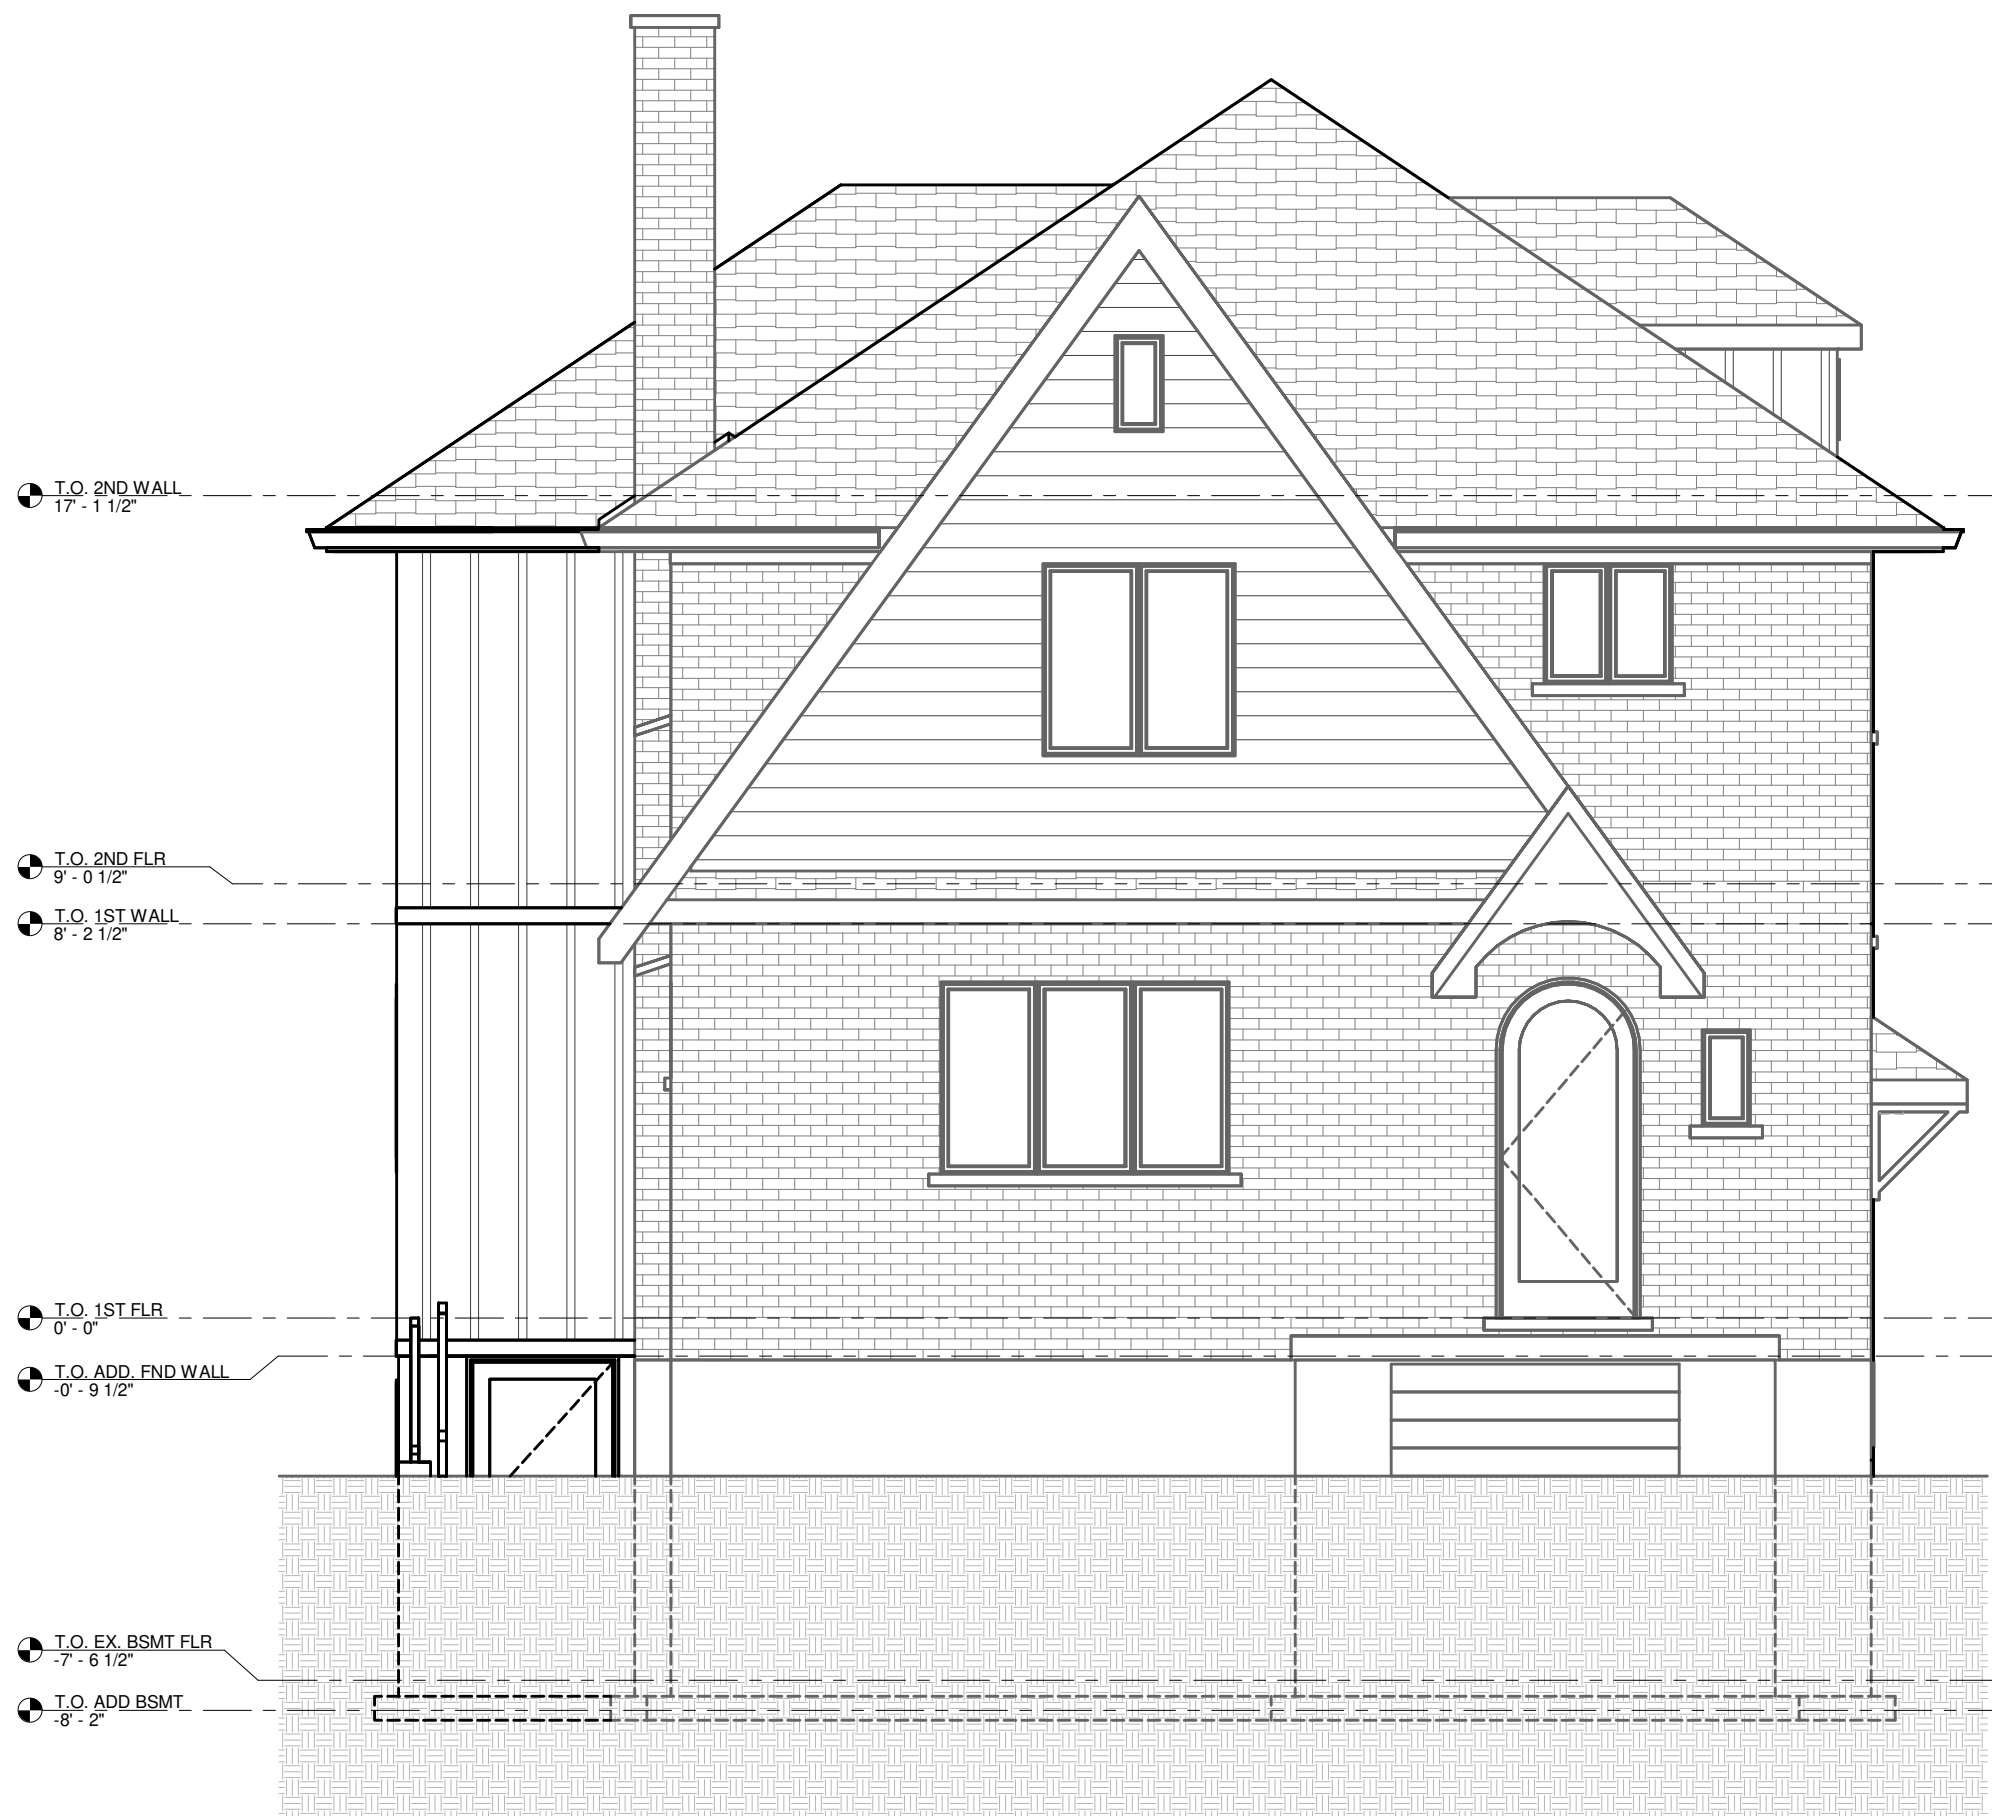 T.O. 2ND WALL
17' - 1 1/2"
T.O. 2ND FLR
9' - 0 1/2"
T.O. 1ST WALL
8' - 2 1/2"
T.O. 1ST FLR
0' - 0"
T.O. ADD. FND WALL
-0' - 9 1/2"
T.O. EX. BSMT FLR
-7' - 6 1/2"
T.O. ADD BSMT
-8' - 2"